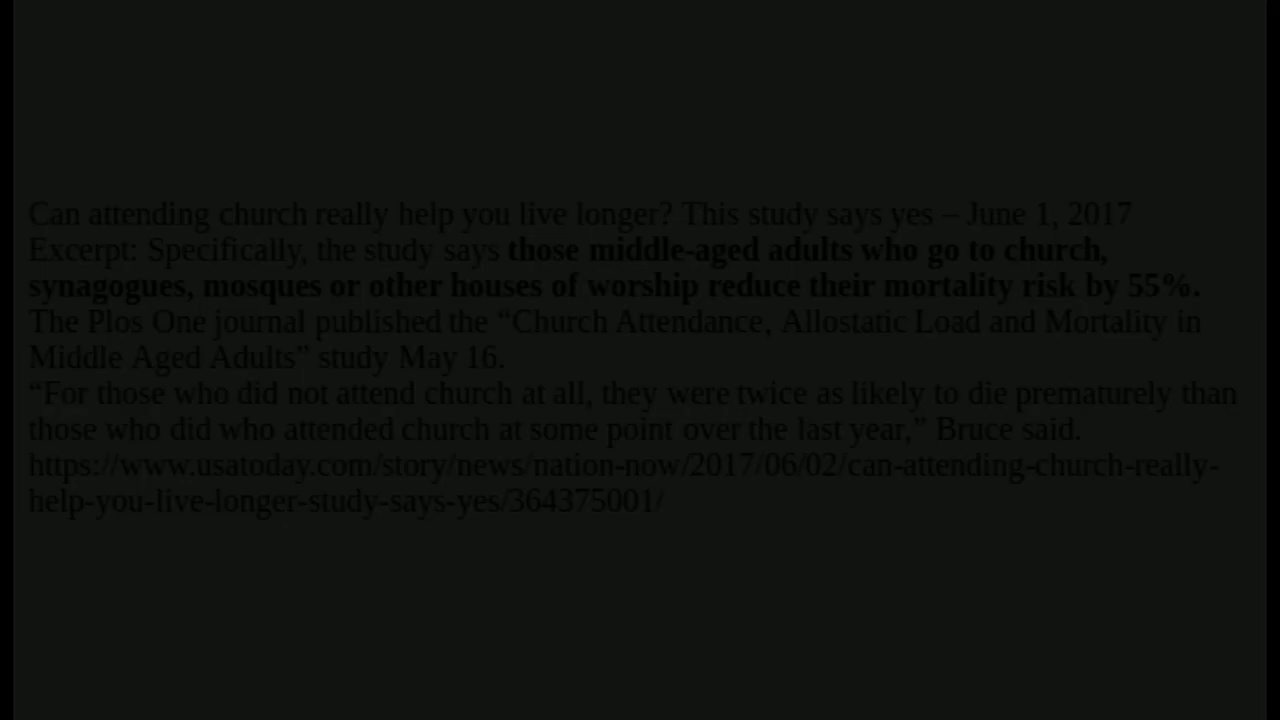 Can attending church really help you live longer? This study says yes – June 1, 2017
Excerpt: Specifically, the study says those middle-aged adults who go to church,
synagogues, mosques or other houses of worship reduce their mortality risk by 55%.
The Plos One journal published the “Church Attendance, Allostatic Load and Mortality in
Middle Aged Adults” study May 16.
“For those who did not attend church at all, they were twice as likely to die prematurely than
those who did who attended church at some point over the last year,” Bruce said.
https://www.usatoday.com/story/news/nation-now/2017/06/02/can-attending-church-really-
help-you-live-longer-study-says-yes/364375001/